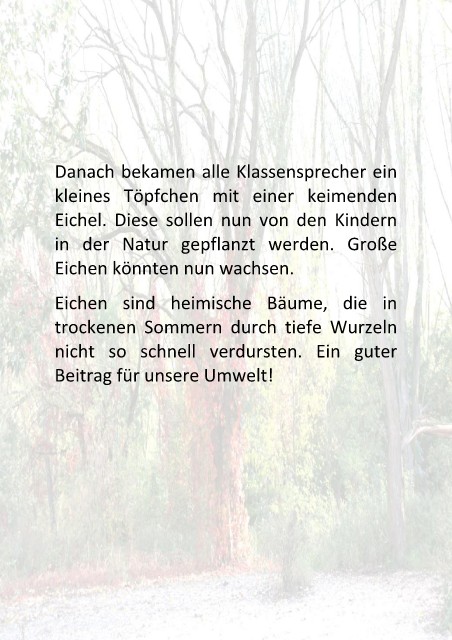 Danach bekamen alle Klassensprecher ein
kleines Töpfchen mit einer keimenden
Eichel. Diese sollen nun von den Kindern
in der Natur gepflanzt werden. Große
Eichen könnten nun wachsen.
Eichen sind heimische Bäume, die in
trockenen Sommern durch tiefe Wurzeln
nicht so schnell verdursten. Ein guter
Beitrag für unsere Umwelt!